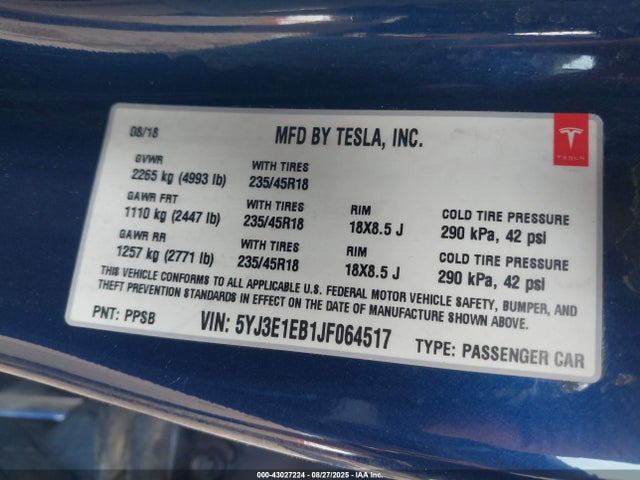 08/18
MFD BY TESLA, INC.
TESLA
GVWR
2265 kg (4993 lb)
WITH TIRES
235/45R18
GAWR FRT
1110 kg (2447 lb)
WITH TIRES
235/45R18
RIM
18X8.5 J
COLD TIRE PRESSURE
290 kPa, 42 psi
GAWR RR
1257 kg (2771 lb)
WITH TIRES
235/45R18
RIM
18X8.5 J
COLD TIRE PRESSURE
290 kPa, 42 psi
THIS VEHICLE CONFORMS TO ALL APPLICABLE U.S. FEDERAL MOTOR VEHICLE SAFETY, BUMPER, AND
THEFT PREVENTION STANDARDS IN EFFECT ON THE DATE OF MANUFACTURE SHOWN ABOVE.
PNT: PPSB
VIN: 5YJ3E1EB1JF064517
TYPE: PASSENGER CAR
000-43027224 - 08/27/2025 - IAAI.COM